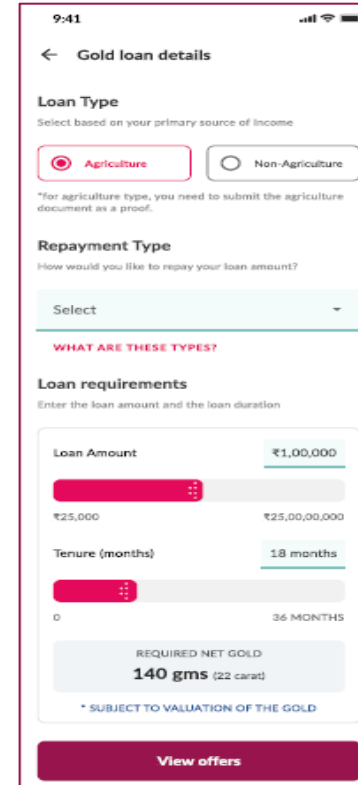 9:41
Gold loan details
Loan Type
Select based on your primary source of Income
Agriculture
Non-Agriculture
*for agriculture type, you need to submit the agriculture
document as a proof.
Repayment Type
How would you like to repay your loan amount?
Select
WHAT ARE THESE TYPES?
Loan requirements
Enter the loan amount and the loan duration
Loan Amount
₹1,00,000
₹25,000
₹25,00,00,000
Tenure (months)
18 months
0
36 MONTHS
REQUIRED NET GOLD
140 gms (22 carat)
* SUBJECT TO VALUATION OF THE GOLD
View offers